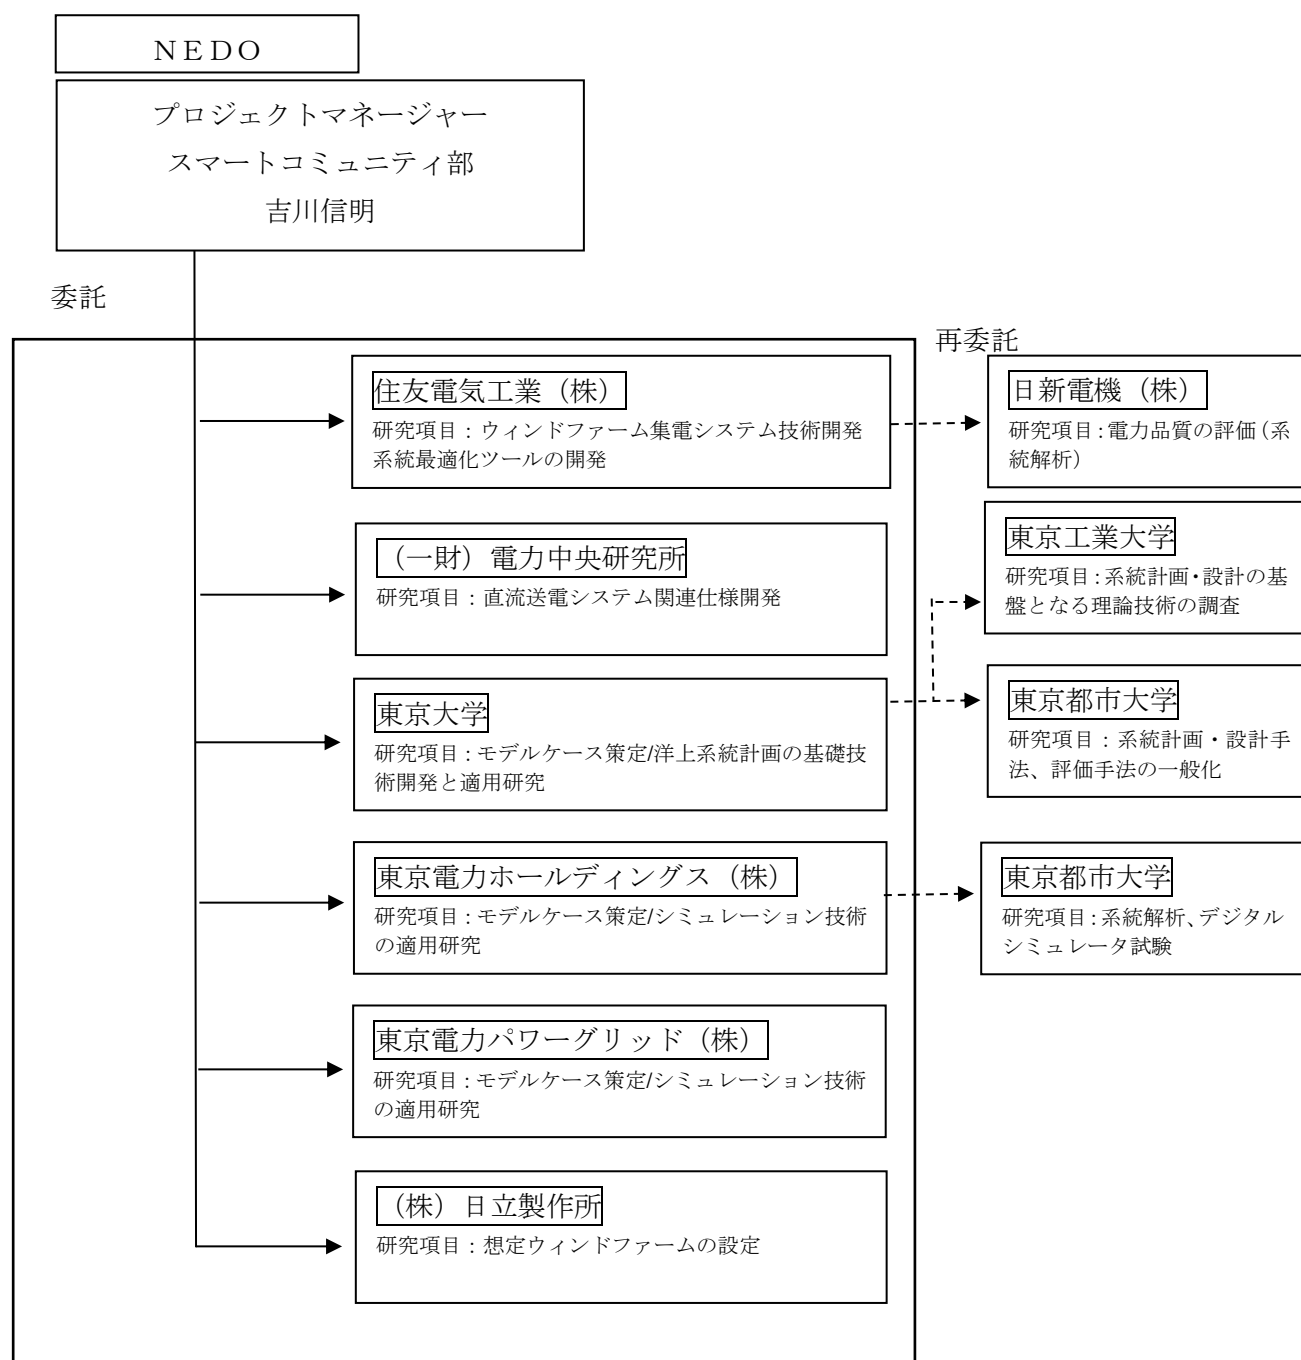 ＮＥＤＯ
プロジェクトマネージャー
スマートコミュニティ部
吉川信明
委託
再委託
住友電気工業（株）
研究項目：ウィンドファーム集電システム技術開発
系統最適化ツールの開発
日新電機（株）
研究項目：電力品質の評価（系
統解析）
（一財）電力中央研究所
研究項目：直流送電システム関連仕様開発
東京工業大学
研究項目：系統計画・設計の基
盤となる理論技術の調査
東京大学
研究項目：モデルケース策定/洋上系統計画の基礎技
術開発と適用研究
東京都市大学
研究項目：系統計画・設計手
法、評価手法の一般化
東京電力ホールディングス（株）
研究項目：モデルケース策定/シミュレーション技術
の適用研究
東京都市大学
研究項目：系統解析、デジタル
シミュレータ試験
東京電力パワーグリッド（株）
研究項目：モデルケース策定/シミュレーション技術
の適用研究
（株）日立製作所
研究項目：想定ウィンドファームの設定